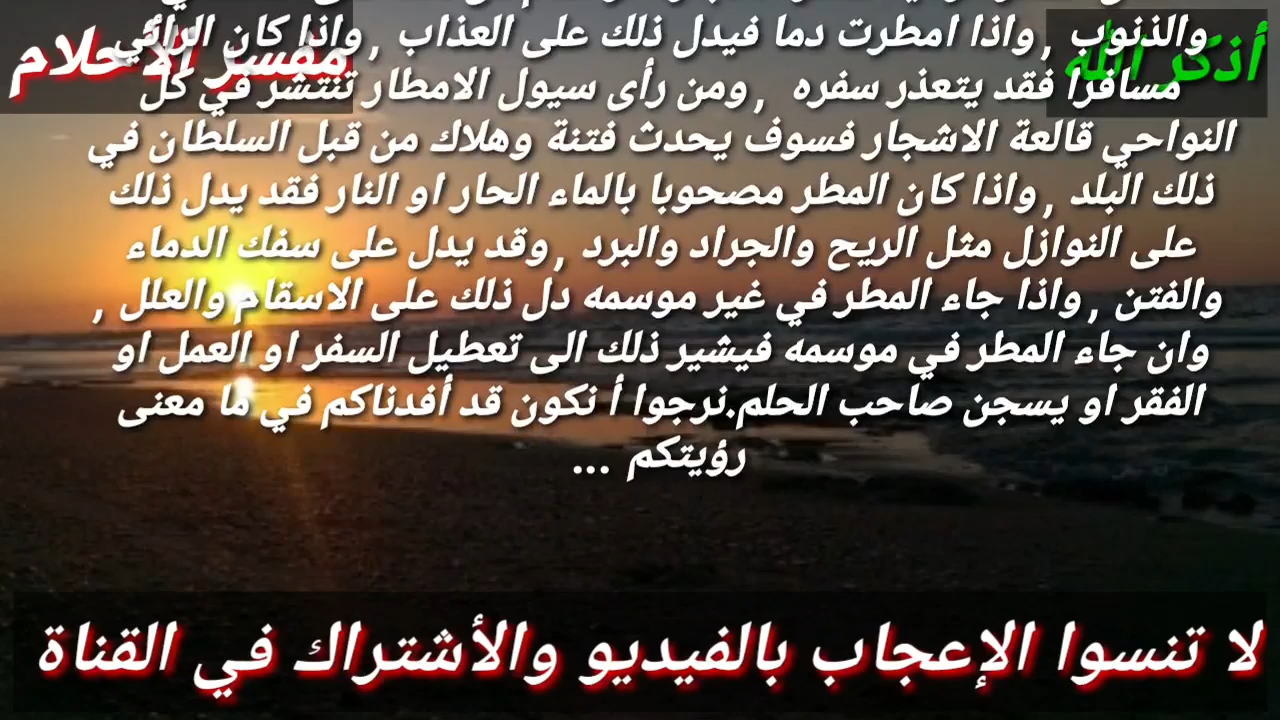 أذكر الله
مفسر الأحلام
والذنوب , واذا امطرت دما فيدل ذلك على العذاب , واذا كان الرائي
مسافرا فقد يتعذر سفره , ومن رأى سيول الامطار تنتشر في كل
النواحي قالعة الاشجار فسوف يحدث فتنة وهلاك من قبل السلطان في
ذلك البلد , واذا كان المطر مصحوبا بالماء الحار او النار فقد يدل ذلك
على النوازل مثل الريح والجراد والبرد , وقد يدل على سفك الدماء
والفتن , واذا جاء المطر في غير موسمه دل ذلك على الاسقام والعلل ,
وان جاء المطر في موسمه فيشير ذلك الى تعطيل السفر او العمل او
الفقر او يسجن صاحب الحلم.نرجوا أ نكون قد أفدناكم في ما معنى
رؤيتكم ...
لا تنسوا الإعجاب بالفيديو والأشتراك في القناة